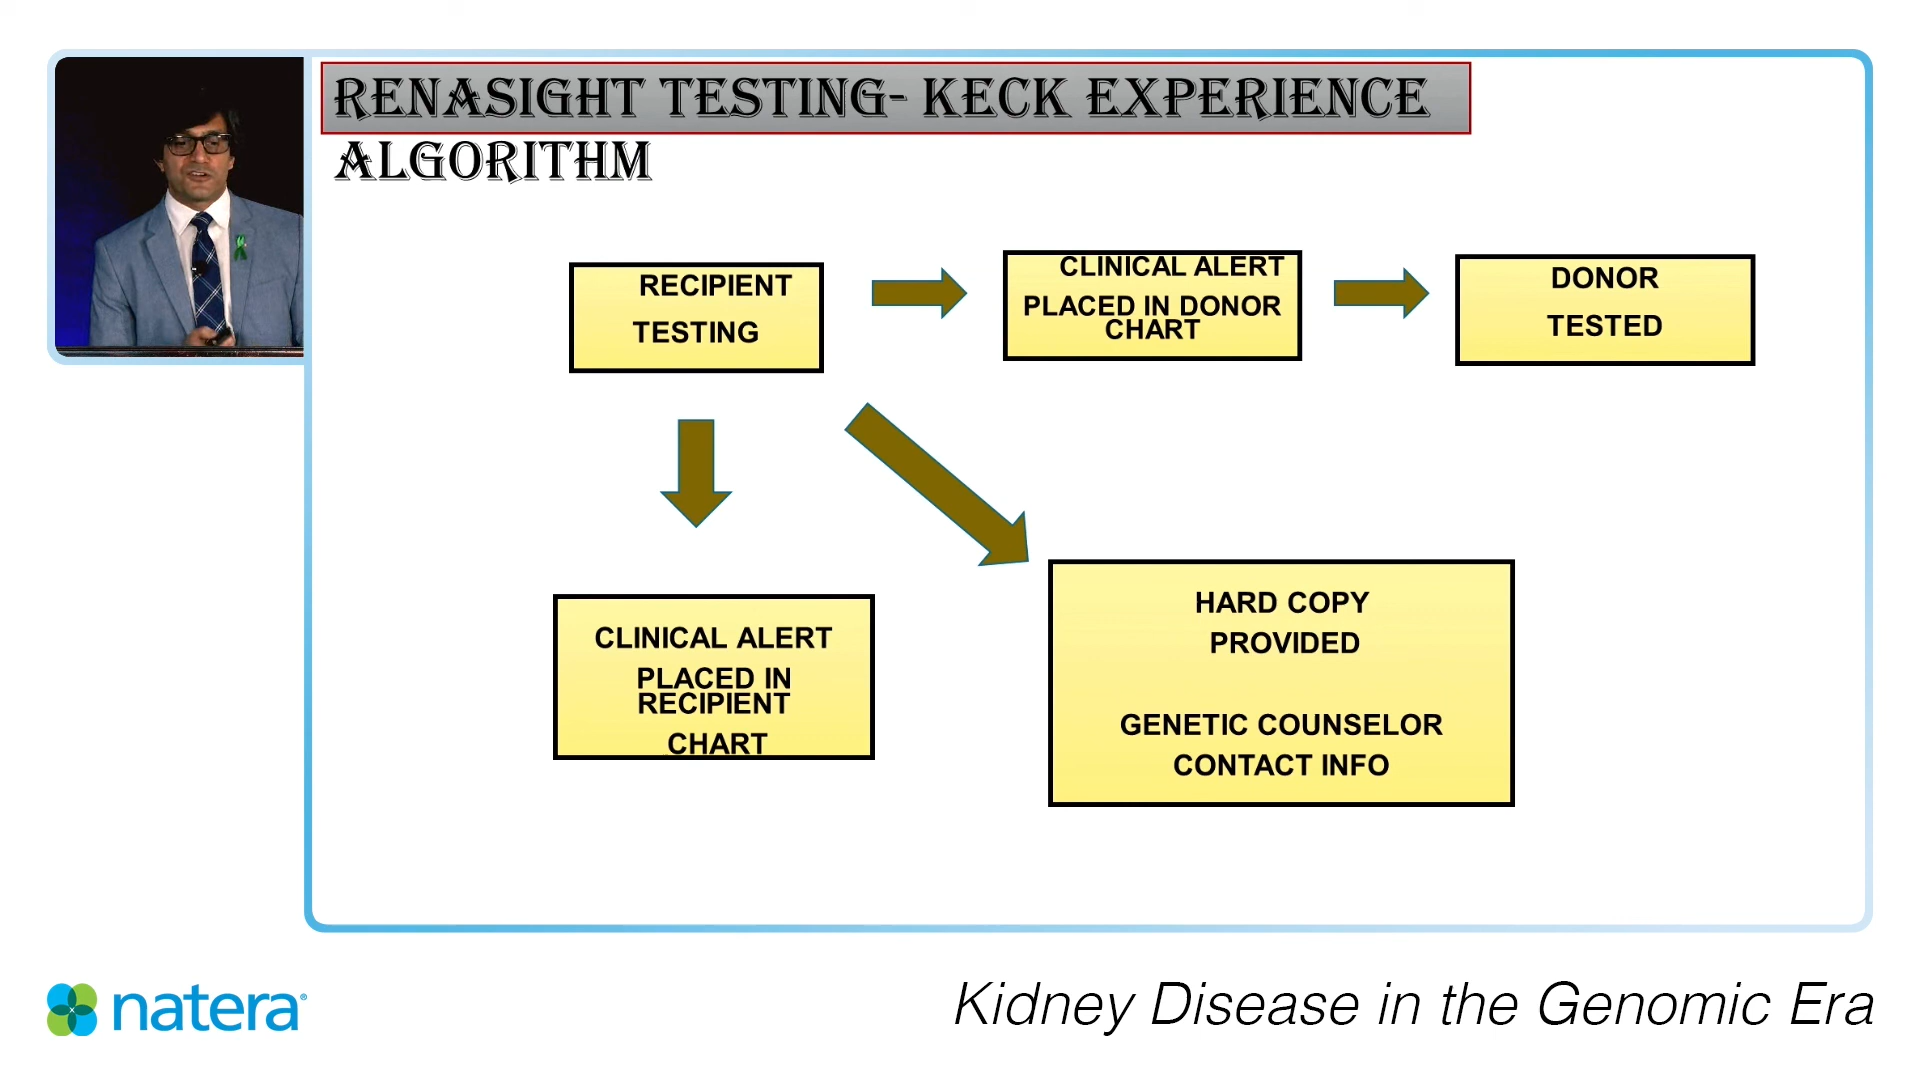 RENASIGHT TESTING- KECK EXPERIENCE
ALGORITHM
RECIPIENT
TESTING
CLINICAL ALERT
PLACED IN DONOR
CHART
DONOR
TESTED
CLINICAL ALERT
PLACED IN
RECIPIENT
CHART
HARD COPY
PROVIDED
GENETIC COUNSELOR
CONTACT INFO
natera®
Kidney Disease in the Genomic Era